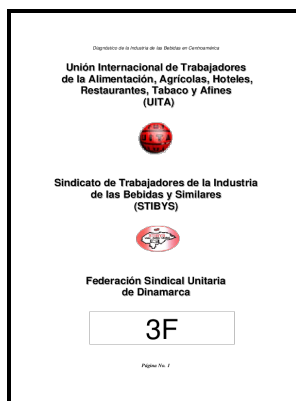 Diagnóstico de la Industria de las Bebidas en Centroamérica
Unión Internacional de Trabajadores
de la Alimentación, Agrícolas, Hoteles,
Restaurantes, Tabaco y Afines
(UITA)
Sindicato de Trabajadores de la Industria
de las Bebidas y Similares
(STIBYS)
Federación Sindical Unitaria
de Dinamarca
3F
Página No. 1